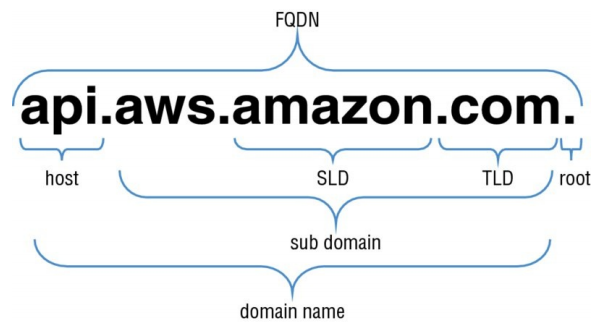 FQDN
api.aws.amazon.com.
host SLD TLD root
sub domain
domain name